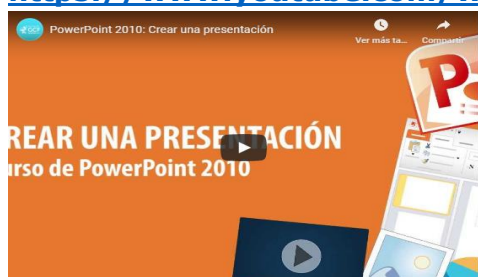 PowerPoint 2010: Crear una presentación
Ver más ta...
Compartir
REAR UNA PRESENTACIÓN
urso de PowerPoint 2010